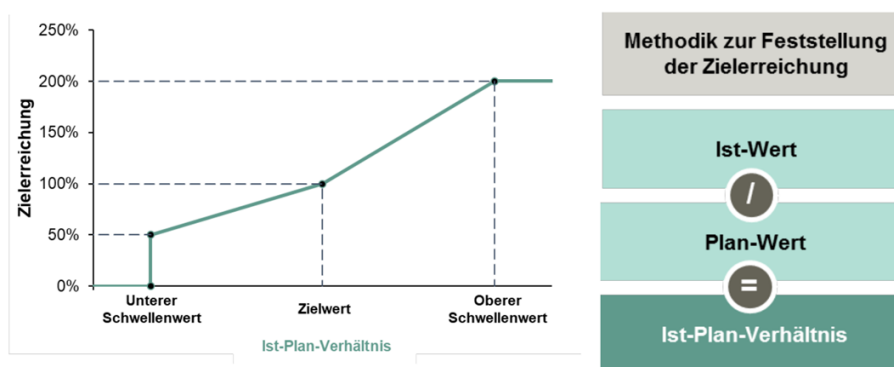 250%
200%
150%
100%
50%
0%
Zielerreichung
Unterer
Schwellenwert
Zielwert
Oberer
Schwellenwert
Ist-Plan-Verhältnis
Methodik zur Feststellung
der Zielerreichung
Ist-Wert
/
Plan-Wert
=
Ist-Plan-Verhältnis